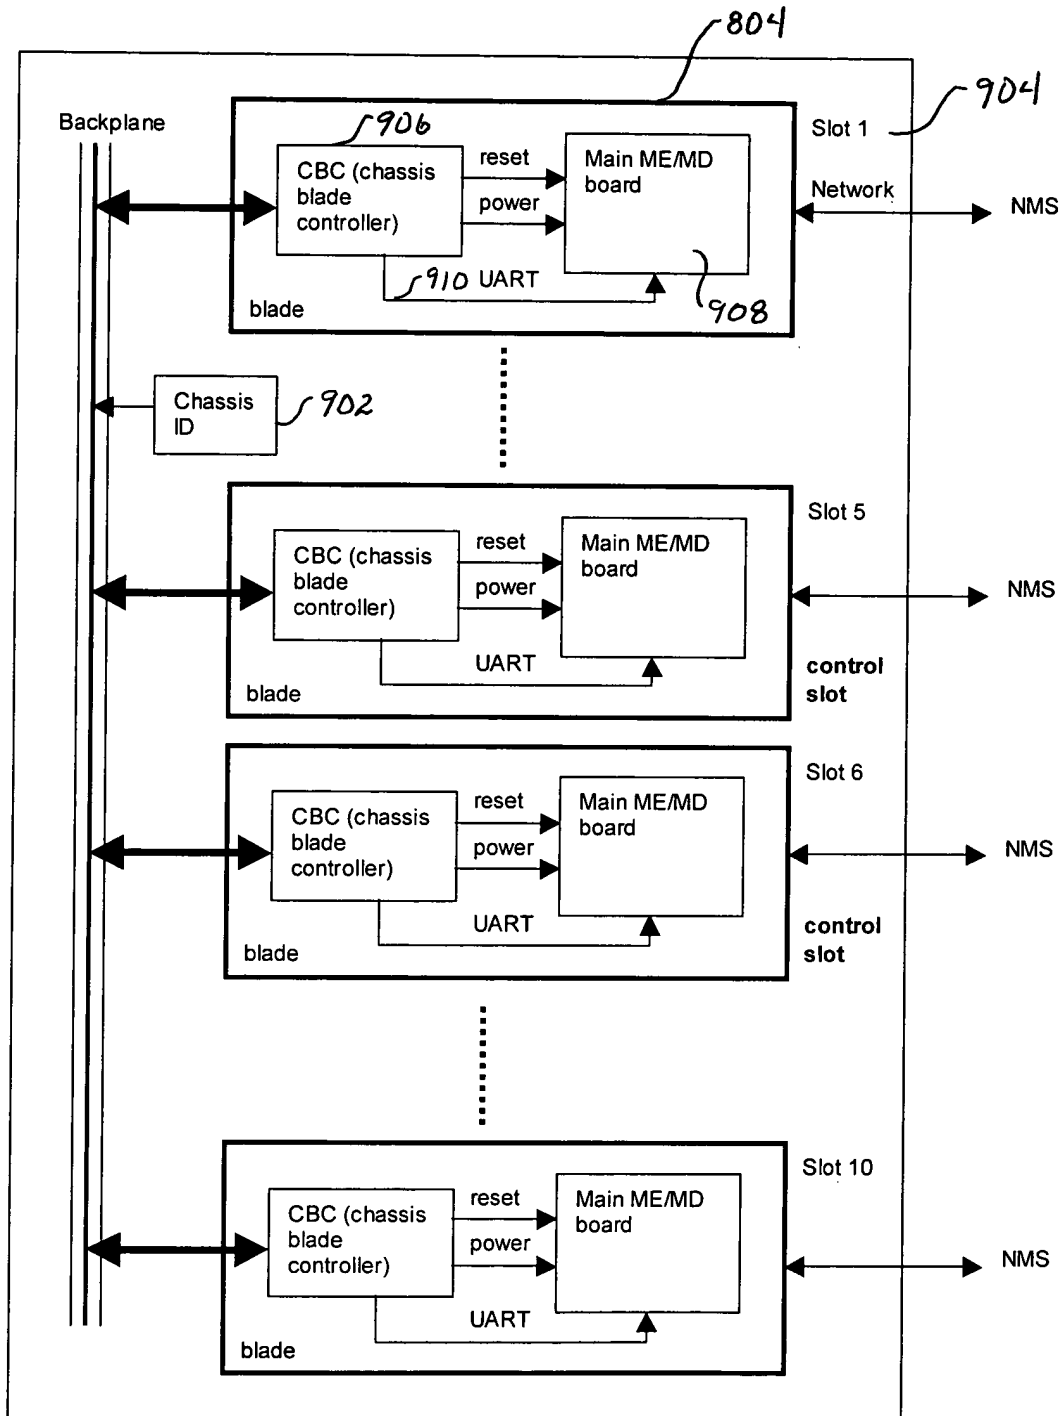 804
904
Backplane
906
Slot 1
CBC (chassis
blade
controller)
reset
power
Main ME/MD
board
Network
NMS
910
UART
908
blade
Chassis
ID
902
Slot 5
CBC (chassis
blade
controller)
reset
power
Main ME/MD
board
NMS
UART
blade
control
slot
Slot 6
CBC (chassis
blade
controller)
reset
power
Main ME/MD
board
NMS
UART
blade
control
slot
Slot 10
CBC (chassis
blade
controller)
reset
power
Main ME/MD
board
NMS
UART
blade